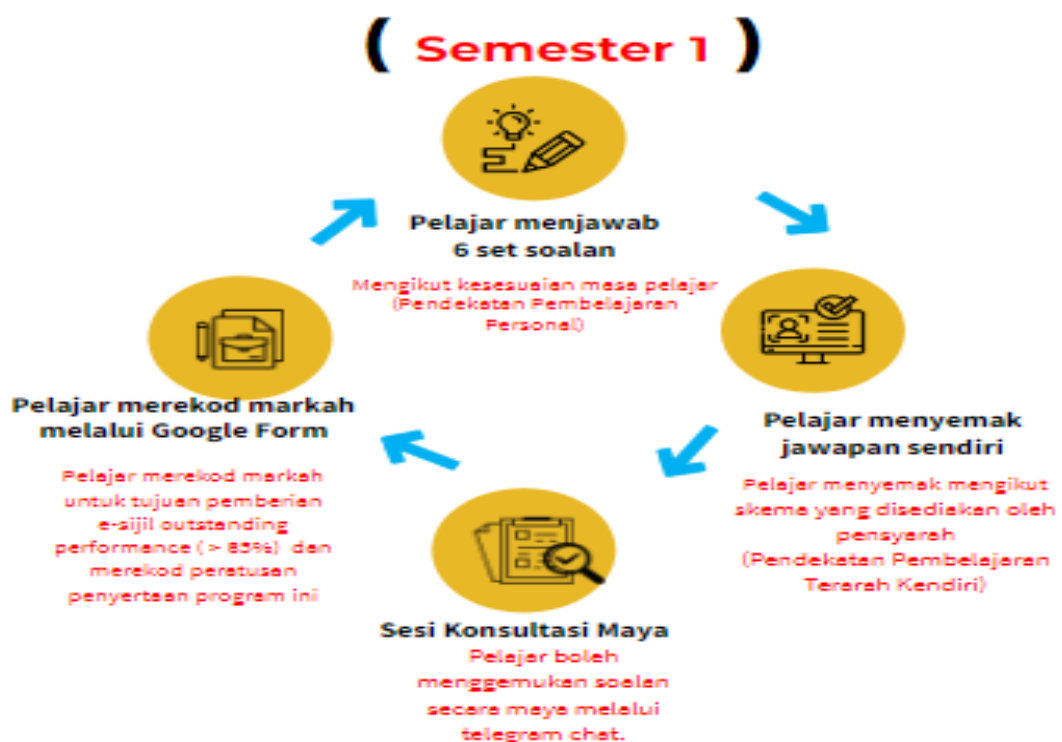 ( Semester 1 )
Pelajar menjawab
6 set soalan
Mengikut kesesuaian masa pelajar
(Pendekatan Pembelajaran
Personal)
Pelajar menyemak
jawapan sendiri
Pelajar menyemak mengikut
skema yang disediakan oleh
pensyarah
(Pendekatan Pembelajaran
Terarah Kendiri)
Sesi Konsultasi Maya
Pelajar boleh
menggemukan soalan
secara maya melalui
telegram chat.
Pelajar merekod markah
melalui Google Form
Pelajar merekod markah
untuk tujuan pemberian
e-sijil outstanding
performance ( > 85%) dan
merekod peratusan
penyertaan program ini